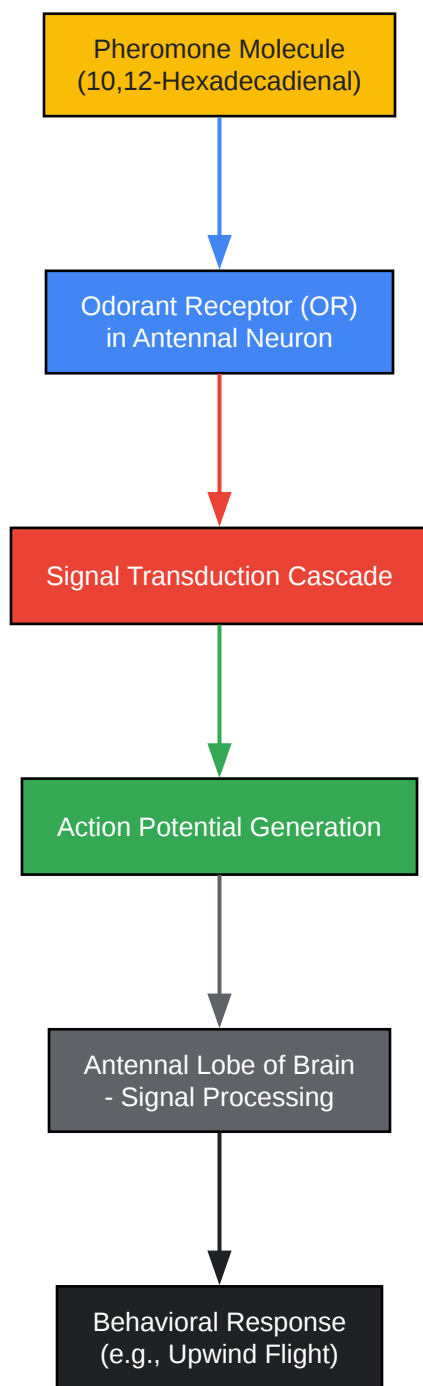 Pheromone Molecule
(10,12-Hexadecadienal)
Odorant Receptor (OR)
in Antennal Neuron
Signal Transduction Cascade
Action Potential Generation
Antennal Lobe of Brain
- Signal Processing
Behavioral Response
(e.g., Upwind Flight)